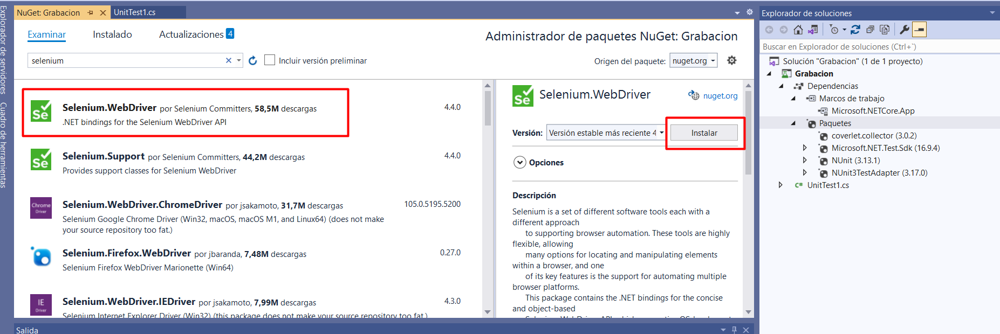 Explorador de servidores
Cuadro de herramientas
NuGet: Grabacion
UnitTest1.cs
Examinar
Instalado
Actualizaciones 4
Administrador de paquetes NuGet: Grabacion
selenium
Incluir versión preliminar
Origen del paquete: nuget.org
Se
Selenium.WebDriver por Selenium Committers, 58,5M descargas
4.4.0
.NET bindings for the Selenium WebDriver API
Se
Selenium.Support por Selenium Committers, 44,2M descargas
4.4.0
Provides support classes for Selenium WebDriver
Chrome
Driver
Selenium.WebDriver.ChromeDriver por jsakamoto, 31,7M descargas
105.0.5195.5200
Selenium Google Chrome Driver (Win32, macOS, macOS M1, and Linux64) (does not make
your source repository too fat.)
Selenium.Firefox.WebDriver por jbaranda, 7,48M descargas
0.27.0
Selenium Firefox WebDriver Marionette (Win64)
IE
Driver
Selenium.WebDriver.IEDriver por jsakamoto, 7,99M descargas
4.3.0
Selenium Internet Explorer Driver (Win32) (this package does not make your source repository too fat.)
Se
Selenium.WebDriver
nuget.org
Versión: Versión estable más reciente 4
Instalar
Opciones
Descripción
Selenium is a set of different software tools each with a
different approach
to supporting browser automation. These tools are highly
flexible, allowing
many options for locating and manipulating elements
within a browser, and one
of its key features is the support for automating multiple
browser platforms.
This package contains the .NET bindings for the concise
and object-based
Salida
Explorador de soluciones
Buscar en Explorador de soluciones (Ctrl+`)
Solución "Grabacion" (1 de 1 proyecto)
Grabacion
Dependencias
Marcos de trabajo
Microsoft.NETCore.App
Paquetes
coverlet.collector (3.0.2)
Microsoft.NET.Test.Sdk (16.9.4)
NUnit (3.13.1)
NUnit3TestAdapter (3.17.0)
C# UnitTest1.cs